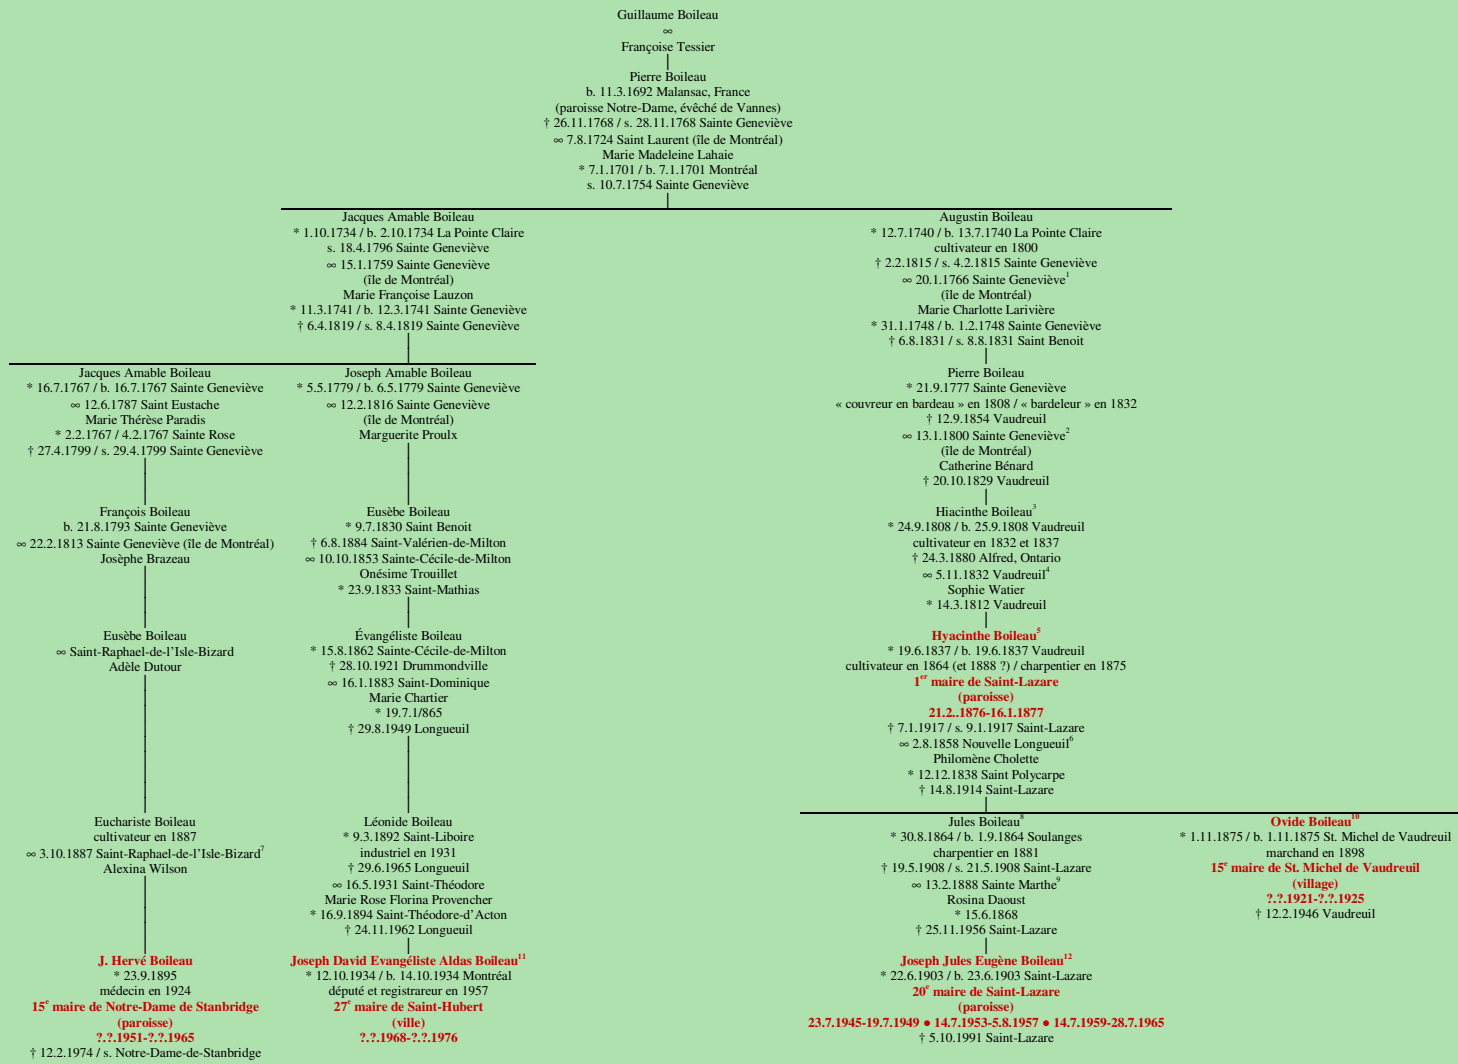 Guillaume Boileau
∞
Françoise Tessier
Pierre Boileau
b. 11.3.1692 Malansac, France
(paroisse Notre-Dame, évêché de Vannes)
† 26.11.1768 / s. 28.11.1768 Sainte Geneviève
∞ 7.8.1724 Saint Laurent (île de Montréal)
Marie Madeleine Lahaie
* 7.1.1701 / b. 7.1.1701 Montréal
s. 10.7.1754 Sainte Geneviève
Jacques Amable Boileau
* 1.10.1734 / b. 2.10.1734 La Pointe Claire
s. 18.4.1796 Sainte Geneviève
∞ 15.1.1759 Sainte Geneviève
(île de Montréal)
Marie Françoise Lauzon
* 11.3.1741 / b. 12.3.1741 Sainte Geneviève
† 6.4.1819 / s. 8.4.1819 Sainte Geneviève
Augustin Boileau
* 12.7.1740 / b. 13.7.1740 La Pointe Claire
cultivateur en 1800
† 2.2.1815 / s. 4.2.1815 Sainte Geneviève
∞ 20.1.1766 Sainte Geneviève1
(île de Montréal)
Marie Charlotte Larivière
* 31.1.1748 / b. 1.2.1748 Sainte Geneviève
† 6.8.1831 / s. 8.8.1831 Saint Benoit
Jacques Amable Boileau
* 16.7.1767 / b. 16.7.1767 Sainte Geneviève
∞ 12.6.1787 Saint Eustache
Marie Thérèse Paradis
* 2.2.1767 / 4.2.1767 Sainte Rose
† 27.4.1799 / s. 29.4.1799 Sainte Geneviève
Joseph Amable Boileau
* 5.5.1779 / b. 6.5.1779 Sainte Geneviève
∞ 12.2.1816 Sainte Geneviève
(île de Montréal)
Marguerite Proulx
Pierre Boileau
* 21.9.1777 Sainte Geneviève
« couvreur en bardeau » en 1808 / « bardeleur » en 1832
† 12.9.1854 Vaudreuil
∞ 13.1.1800 Sainte Geneviève2
(île de Montréal)
Catherine Bénard
† 20.10.1829 Vaudreuil
François Boileau
b. 21.8.1793 Sainte Geneviève
∞ 22.2.1813 Sainte Geneviève (île de Montréal)
Josèphe Brazeau
Eusèbe Boileau
* 9.7.1830 Saint Benoit
† 6.8.1884 Saint-Valérien-de-Milton
∞ 10.10.1853 Sainte-Cécile-de-Milton
Onésime Trouillet
* 23.9.1833 Saint-Mathias
Hiacinthe Boileau3
* 24.9.1808 / b. 25.9.1808 Vaudreuil
cultivateur en 1832 et 1837
† 24.3.1880 Alfred, Ontario
∞ 5.11.1832 Vaudreuil4
Sophie Watier
* 14.3.1812 Vaudreuil
Eusèbe Boileau
∞ Saint-Raphael-de-l'Isle-Bizard
Adèle Dutour
Évangéliste Boileau
* 15.8.1862 Sainte-Cécile-de-Milton
† 28.10.1921 Drummondville
∞ 16.1.1883 Saint-Dominique
Marie Chartier
* 19.7.1/865
† 29.8.1949 Longueuil
Hyacinthe Boileau5
* 19.6.1837 / b. 19.6.1837 Vaudreuil
cultivateur en 1864 (et 1888 ?) / charpentier en 1875
1er maire de Saint-Lazare
(paroisse)
21.2..1876-16.1.1877
† 7.1.1917 / s. 9.1.1917 Saint-Lazare
∞ 2.8.1858 Nouvelle Longueuil6
Philomène Cholette
* 12.12.1838 Saint Polycarpe
† 14.8.1914 Saint-Lazare
Euchariste Boileau
cultivateur en 1887
∞ 3.10.1887 Saint-Raphael-de-l'Isle-Bizard7
Alexina Wilson
Léonide Boileau
* 9.3.1892 Saint-Liboire
industriel en 1931
† 29.6.1965 Longueuil
∞ 16.5.1931 Saint-Théodore
Marie Rose Florina Provencher
* 16.9.1894 Saint-Théodore-d'Acton
† 24.11.1962 Longueuil
Jules Boileau8
* 30.8.1864 / b. 1.9.1864 Soulanges
charpentier en 1881
† 19.5.1908 / s. 21.5.1908 Saint-Lazare
∞ 13.2.1888 Sainte Marthe9
Rosina Daoust
* 15.6.1868
† 25.11.1956 Saint-Lazare
Ovide Boileau10
* 1.11.1875 / b. 1.11.1875 St. Michel de Vaudreuil
marchand en 1898
15e maire de St. Michel de Vaudreuil
(village)
?.?.1921-?.?.1925
† 12.2.1946 Vaudreuil
J. Hervé Boileau
* 23.9.1895
médecin en 1924
15e maire de Notre-Dame de Stanbridge
(paroisse)
?.?.1951-?.?.1965
† 12.2.1974 / s. Notre-Dame-de-Stanbridge
Joseph David Evangéliste Aldas Boileau11
* 12.10.1934 / b. 14.10.1934 Montréal
député et registrareur en 1957
27e maire de Saint-Hubert
(ville)
?.?.1968-?.?.1976
Joseph Jules Eugène Boileau12
* 22.6.1903 / b. 23.6.1903 Saint-Lazare
20e maire de Saint-Lazare
(paroisse)
23.7.1945-19.7.1949 ● 14.7.1953-5.8.1957 ● 14.7.1959-28.7.1965
† 5.10.1991 Saint-Lazare